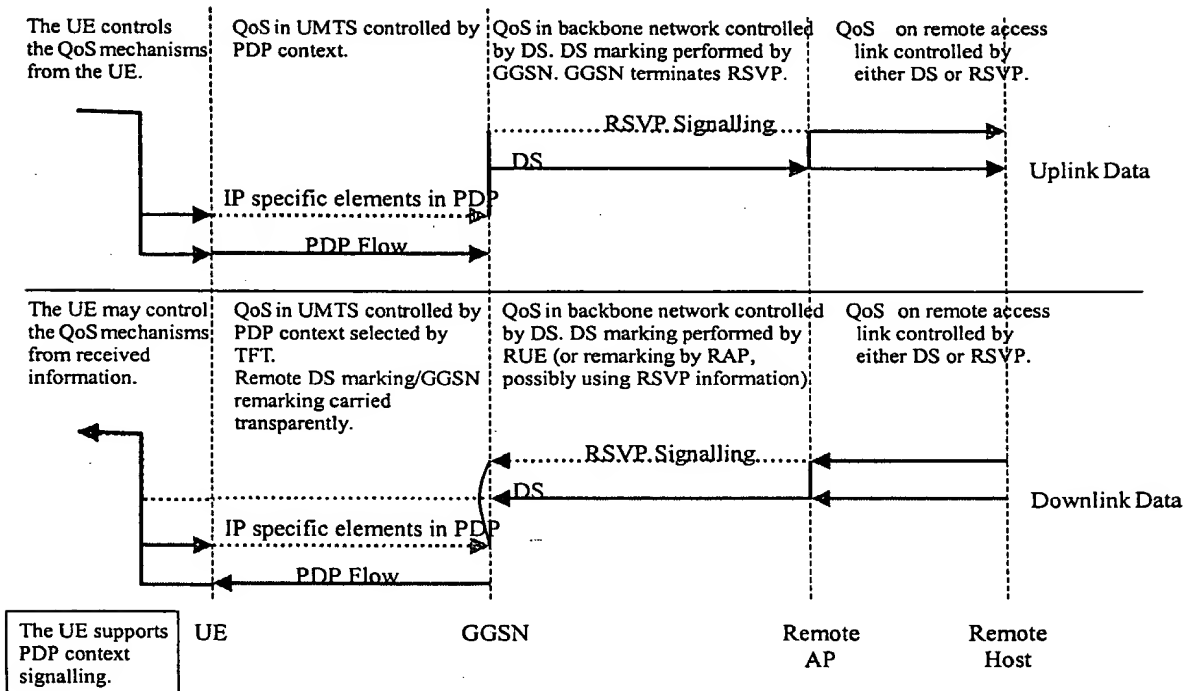 The UE controls
the QoS mechanisms
from the UE.
QoS in UMTS controlled by
PDP context.
QoS in backbone network controlled
by DS. DS marking performed by
GGSN. GGSN terminates RSVP.
QoS on remote access
link controlled by
either DS or RSVP.
RSVP Signalling
DS
Uplink Data
IP specific elements in PDP
PDP Flow
The UE may control
the QoS mechanisms
from received
information.
QoS in UMTS controlled by
PDP context selected by
TFT.
Remote DS marking/GGSN
remarking carried
transparently.
QoS in backbone network controlled
by DS. DS marking performed by
RUE (or remarking by RAP,
possibly using RSVP information)
QoS on remote access
link controlled by
either DS or RSVP.
RSVP Signalling
DS
Downlink Data
IP specific elements in PDP
PDP Flow
The UE supports
PDP context
signalling.
UE
GGSN
Remote
AP
Remote
Host